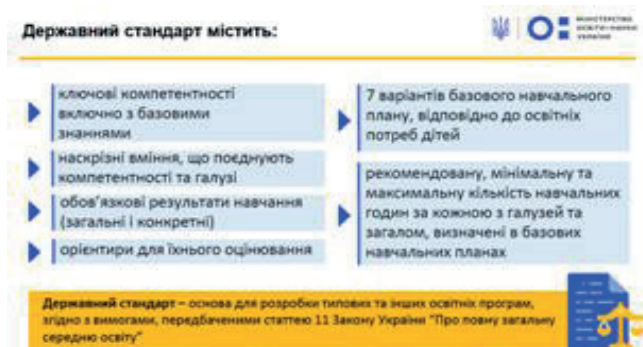 Державний стандарт містить:
МІНІСТЕРСТВО
ОСВІТИ І НАУКИ
УКРАЇНИ
ключові компетентності
включно з базовими
знаннями
наскрізні вміння, що поєднують
компетентності та галузі
обов'язкові результати навчання
(загальні і конкретні)
орієнтири для їхнього оцінювання
7 варіантів базового навчального
плану, відповідно до освітніх
потреб дітей
рекомендовану, мінімальну та
максимальну кількість навчальних
годин за кожною з галузей та
загалом, визначені в базових
навчальних планах
Державний стандарт – основа для розробки типових та інших освітніх програм,
згідно з вимогами, передбаченими статтею 11 Закону України "Про повну загальну
середню освіту"